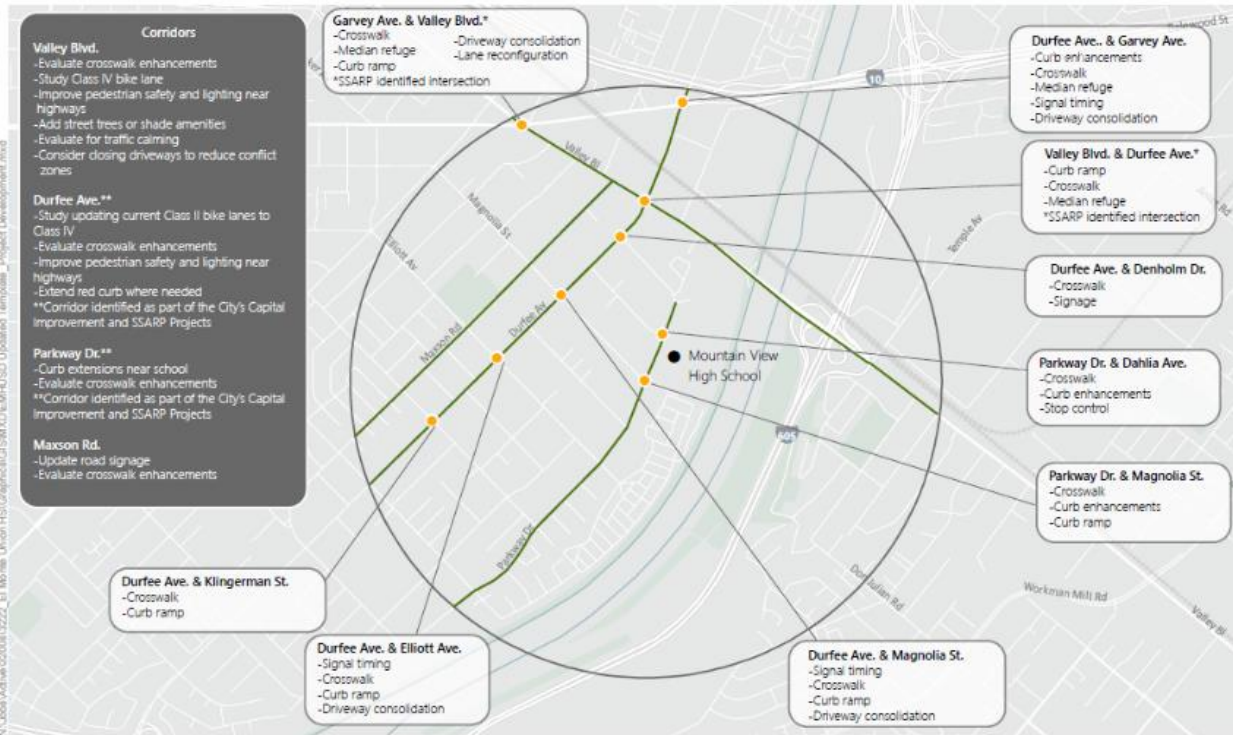 Corridors
Valley Blvd.
-Evaluate crosswalk enhancements
-Study Class IV bike lane
-Improve pedestrian safety and lighting near
highways
-Add street trees or shade amenities
-Evaluate for traffic calming
-Consider closing driveways to reduce conflict
zones
Durfee Ave.**
-Study updating current Class II bike lanes to
Class IV
-Evaluate crosswalk enhancements
-Improve pedestrian safety and lighting near
highways
-Extend red curb where needed
**Corridor identified as part of the City's Capital
Improvement and SSARP Projects
Parkway Dr.**
-Curb extensions near school
-Evaluate crosswalk enhancements
**Corridor identified as part of the City's Capital
Improvement and SSARP Projects
Maxson Rd.
-Update road signage
-Evaluate crosswalk enhancements
Garvey Ave. & Valley Blvd.*
-Crosswalk
-Median refuge
-Curb ramp
-Driveway consolidation
-Lane reconfiguration
*SSARP identified intersection
Durfee Ave.. & Garvey Ave.
-Curb enhancements
-Crosswalk
-Median refuge
-Signal timing
-Driveway consolidation
Valley Blvd. & Durfee Ave.*
-Curb ramp
-Crosswalk
-Median refuge
*SSARP identified intersection
Durfee Ave. & Denholm Dr.
-Crosswalk
-Signage
Parkway Dr. & Dahlia Ave.
-Crosswalk
-Curb enhancements
-Stop control
Parkway Dr. & Magnolia St.
-Crosswalk
-Curb enhancements
-Curb ramp
Durfee Ave. & Klingerman St.
-Crosswalk
-Curb ramp
Durfee Ave. & Elliott Ave.
-Signal timing
-Crosswalk
-Curb ramp
-Driveway consolidation
Durfee Ave. & Magnolia St.
-Signal timing
-Crosswalk
-Curb ramp
-Driveway consolidation
Mountain View
High School
10
605
Valley Bl
Magnolia St
Elliott Av
Maxson Rd
Durfee Av
Parkway Dr
Temple Av
Don Julian Rd
Workman Mill Rd
Valley Bl